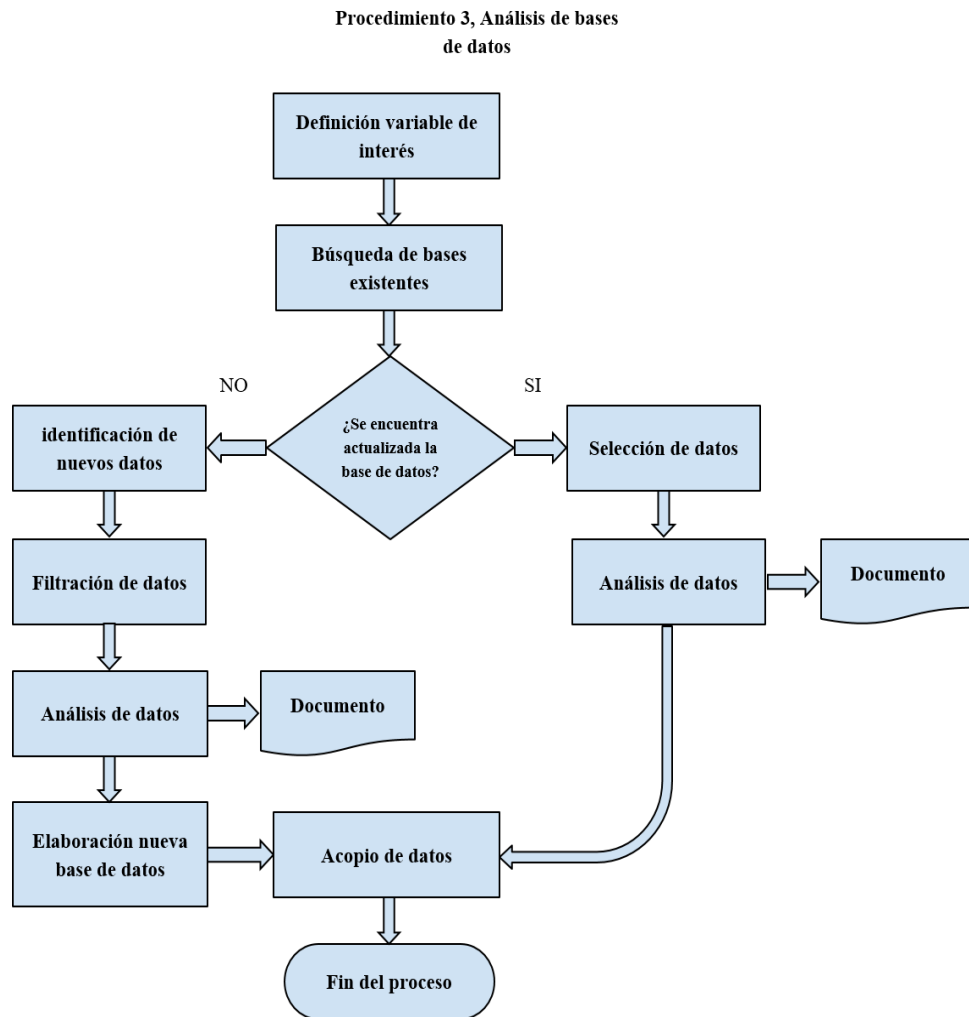 Procedimiento 3, Análisis de bases
de datos
Definición variable de
interés
Búsqueda de bases
existentes
NO
SI
¿Se encuentra
actualizada la
base de datos?
identificación de
nuevos datos
Selección de datos
Filtración de datos
Análisis de datos
Documento
Análisis de datos
Documento
Elaboración nueva
base de datos
Acopio de datos
Fin del proceso